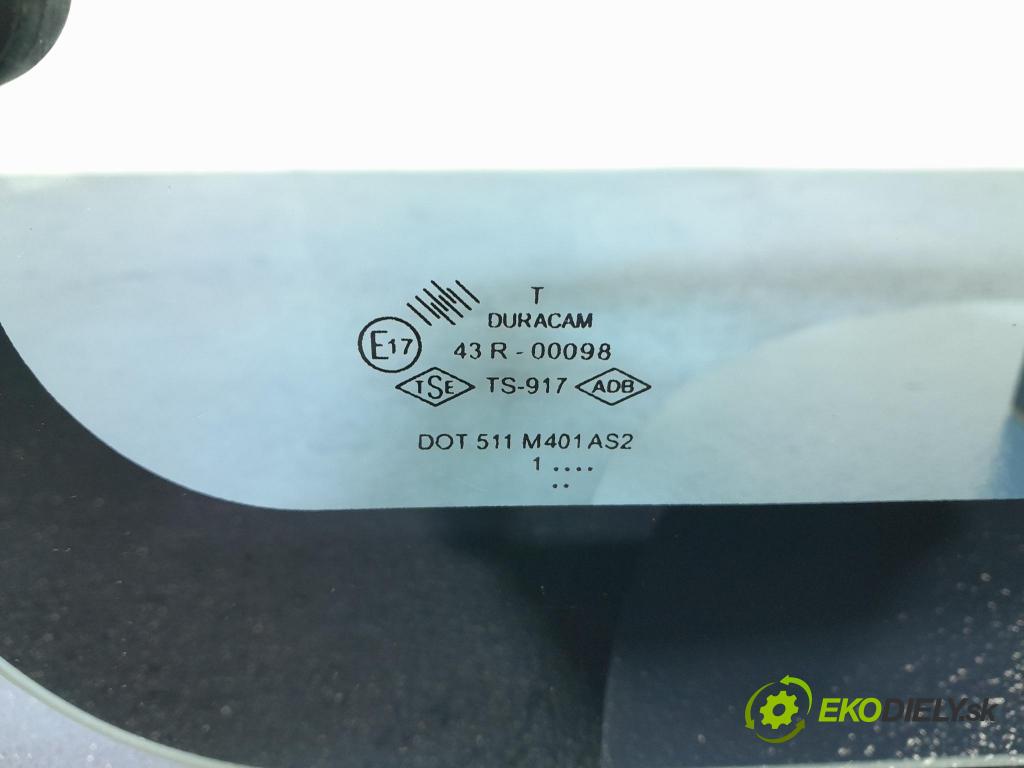 T
DURACAM
E17
43 R - 00098
TSE TS-917 ADB
DOT 511 M401 AS2
1 ....
..
EKODIELY.sk